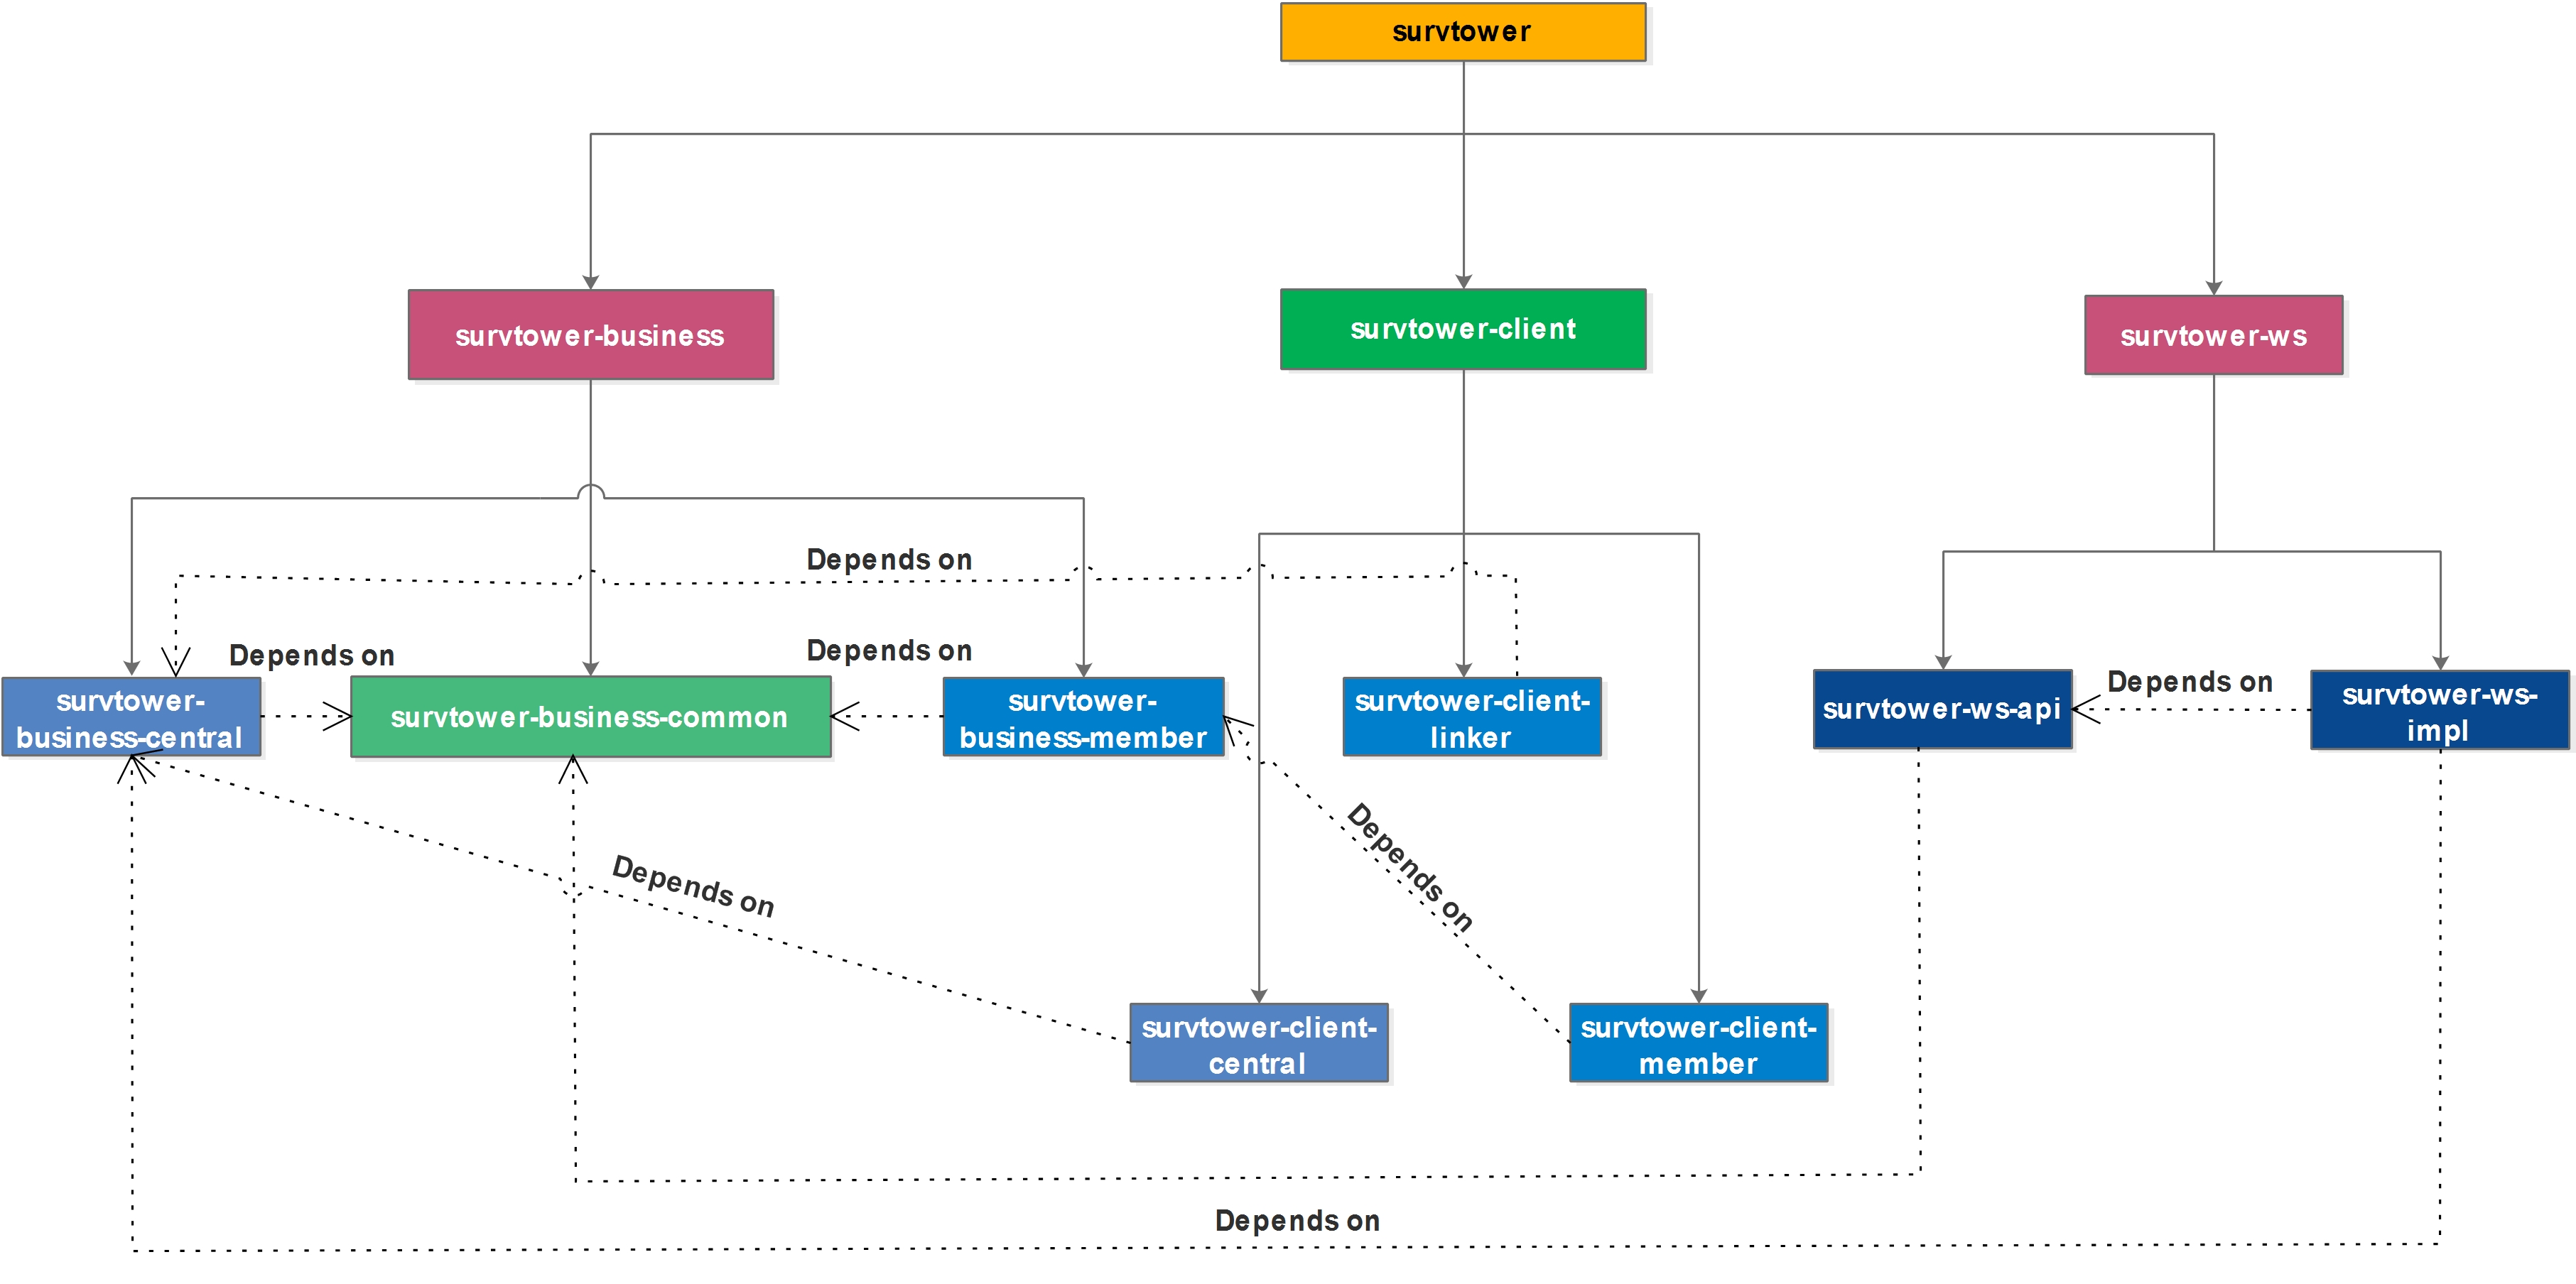 survtower
survtower-business
survtower-client
survtower-ws
Depends on
Depends on
Depends on
Depends on
survtower-
business-central
survtower-business-common
survtower-
business-member
survtower-client-
linker
survtower-ws-api
survtower-ws-
impl
Depends on
Depends on
survtower-client-
central
survtower-client-
member
Depends on